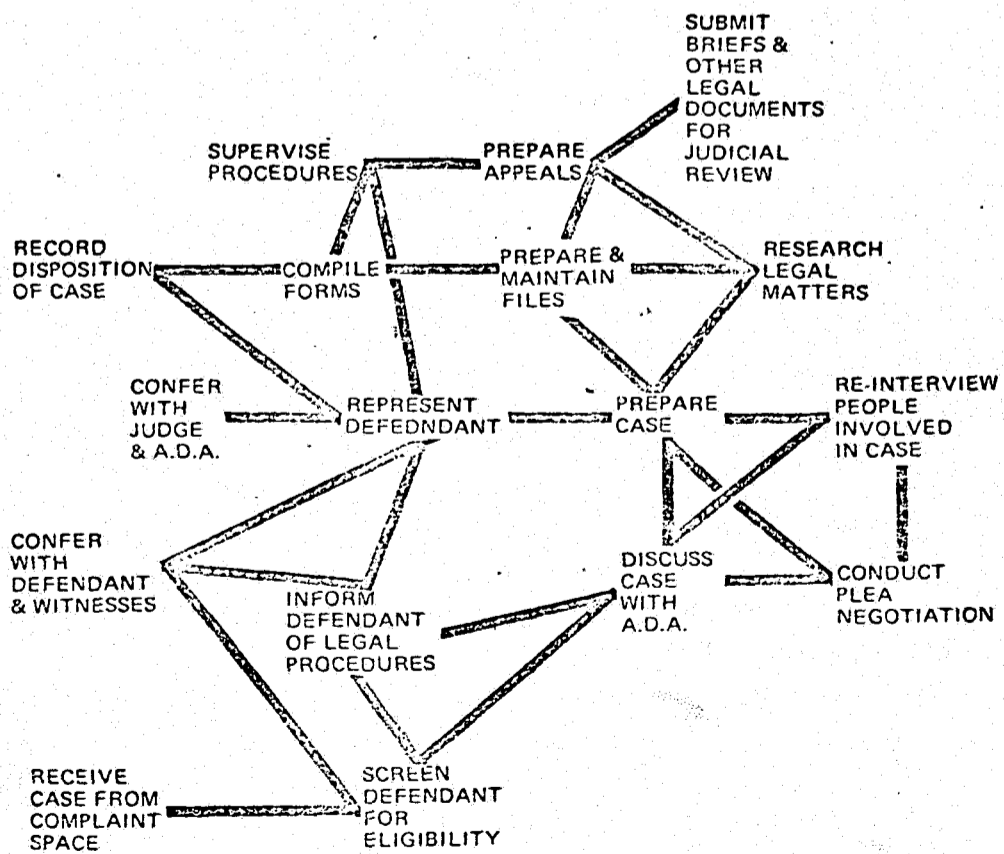 SUBMIT
BRIEFS &
OTHER
LEGAL
DOCUMENTS
FOR
JUDICIAL
REVIEW
SUPERVISE
PROCEDURES
PREPARE
APPEALS
RECORD
DISPOSITION
OF CASE
COMPILE
FORMS
PREPARE &
MAINTAIN
FILES
RESEARCH
LEGAL
MATTERS
CONFER
WITH
JUDGE
& A.D.A.
REPRESENT
DEFEDNDANT
PREPARE
CASE
RE-INTERVIEW
PEOPLE
INVOLVED
IN CASE
CONFER
WITH
DEFENDANT
& WITNESSES
INFORM
DEFENDANT
OF LEGAL
PROCEDURES
DISCUSS
CASE
WITH
A.D.A.
CONDUCT
PLEA
NEGOTIATION
RECEIVE
CASE FROM
COMPLAINT
SPACE
SCREEN
DEFENDANT
FOR
ELIGIBILITY